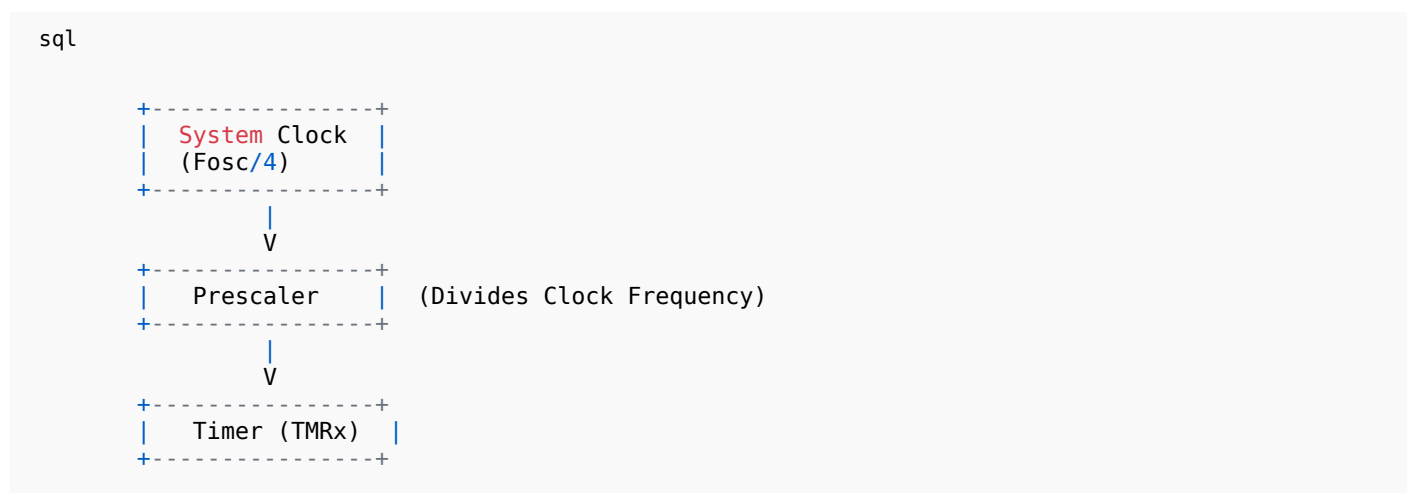 sql
+----------------+
|  System Clock  |
|  (Fosc/4)      |
+----------------+
|
V
+----------------+
|   Prescaler    |  (Divides Clock Frequency)
+----------------+
|
V
+----------------+
|   Timer (TMRx)  |
+----------------+